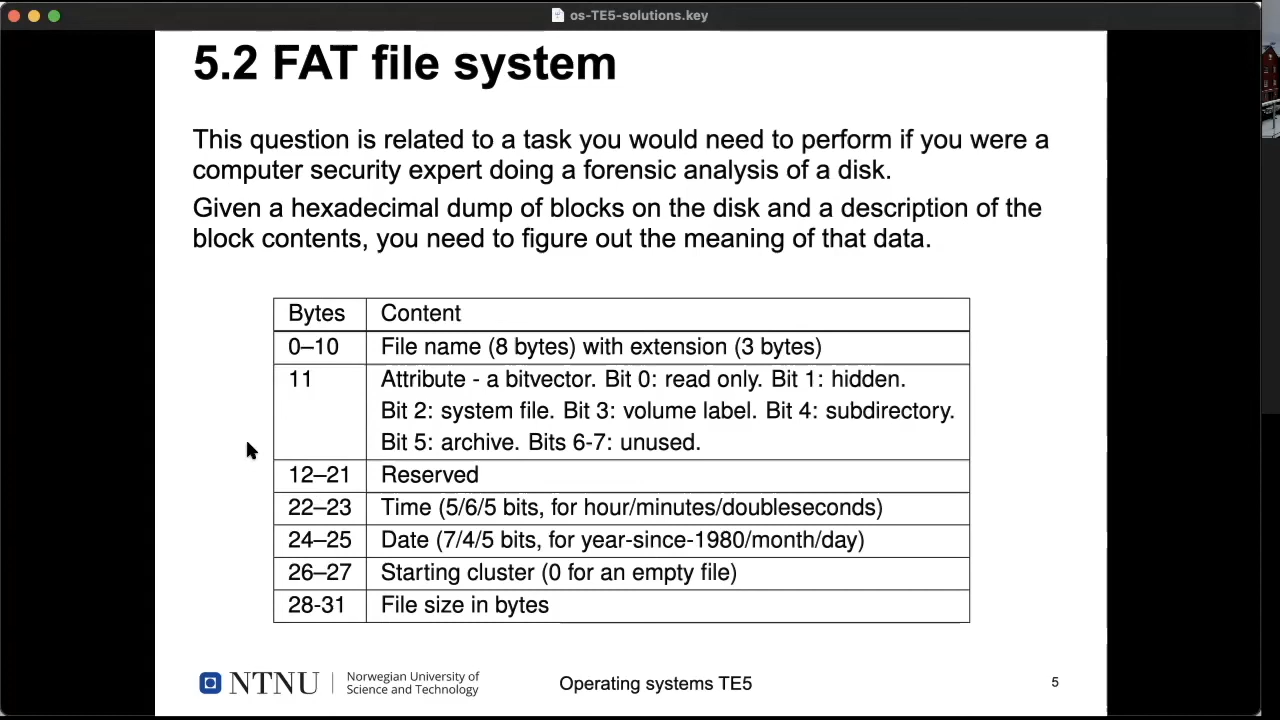 os-TE5-solutions.key
5.2 FAT file system
This question is related to a task you would need to perform if you were a
computer security expert doing a forensic analysis of a disk.
Given a hexadecimal dump of blocks on the disk and a description of the
block contents, you need to figure out the meaning of that data.
Bytes Content
0–10 File name (8 bytes) with extension (3 bytes)
11 Attribute - a bitvector. Bit 0: read only. Bit 1: hidden.
Bit 2: system file. Bit 3: volume label. Bit 4: subdirectory.
Bit 5: archive. Bits 6-7: unused.
12–21 Reserved
22–23 Time (5/6/5 bits, for hour/minutes/doubleseconds)
24–25 Date (7/4/5 bits, for year-since-1980/month/day)
26–27 Starting cluster (0 for an empty file)
28-31 File size in bytes
NTNU
Norwegian University of
Science and Technology
Operating systems TE5
5